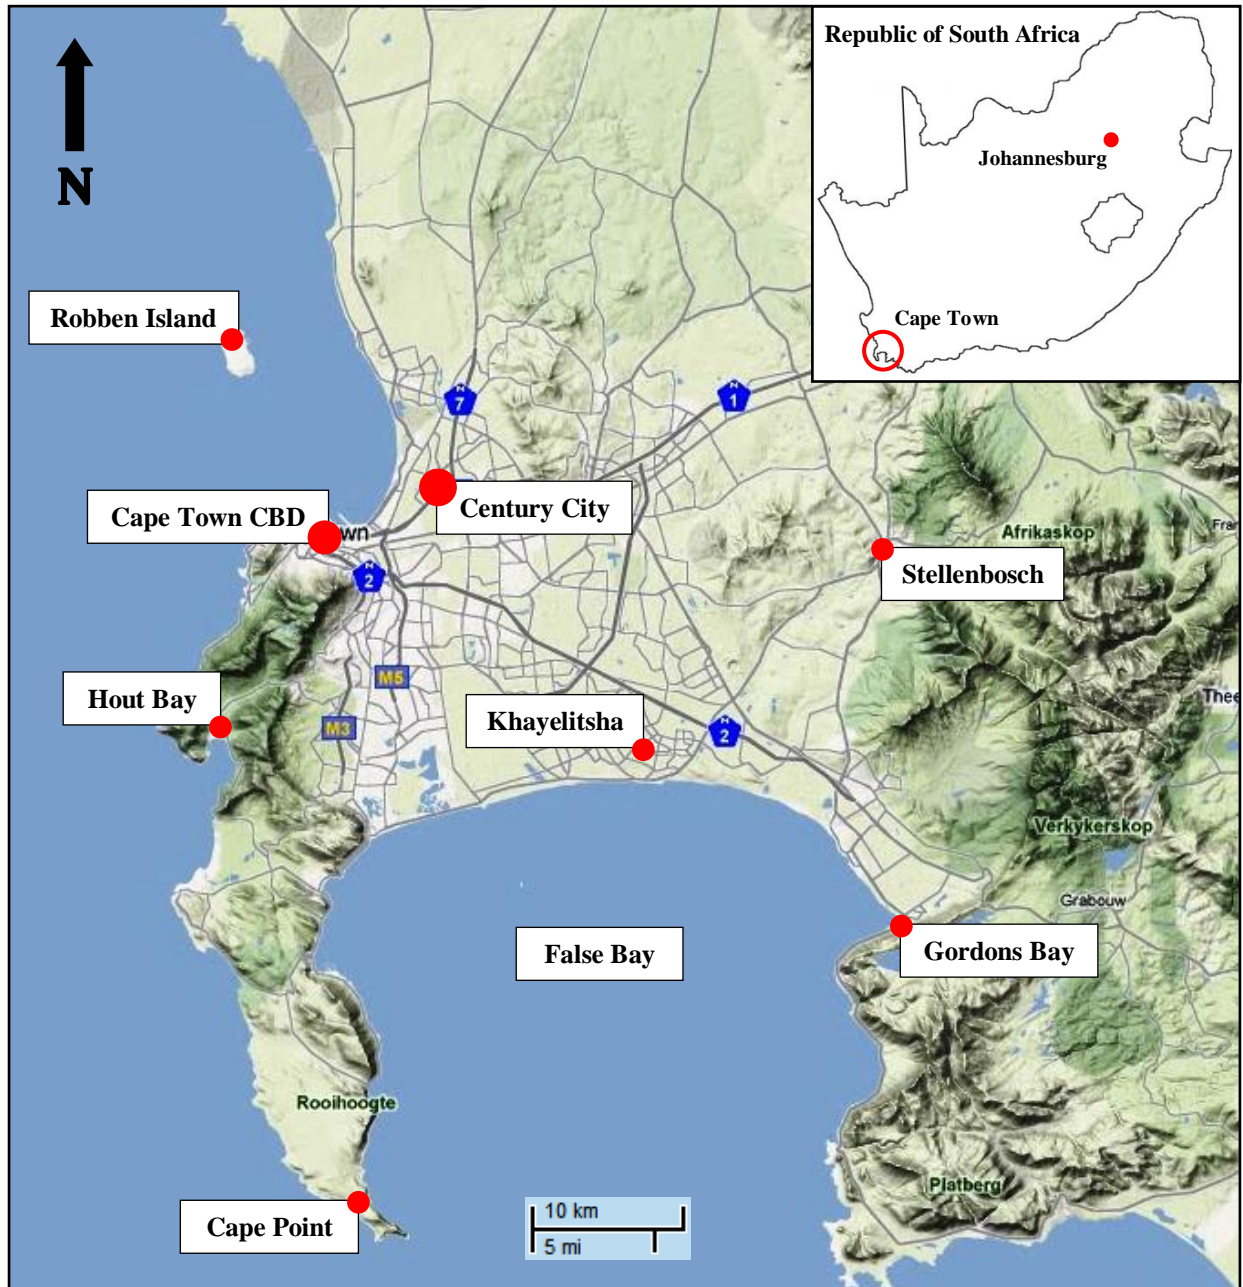 Republic of South Africa
Johannesburg
Cape Town
N
Robben Island
N
7
N
1
Century City
Cape Town CBD
wn
N
2
Afrikaskop
Fran
Stellenbosch
M5
Hout Bay
Thee
Khayelitsha
M3
N
2
Verkykerskop
Grabouw
False Bay
Gordons Bay
Rooihoogte
Platberg
Cape Point
10 km
5 mi